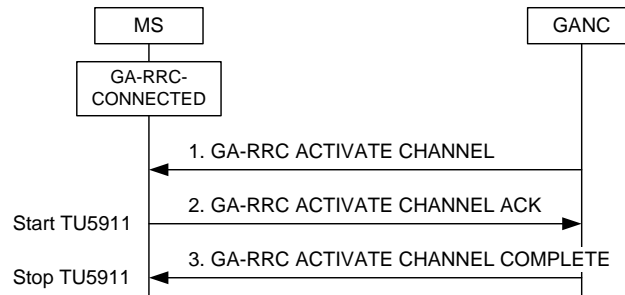 MS
GANC
GA-RRC-
CONNECTED
1. GA-RRC ACTIVATE CHANNEL
2. GA-RRC ACTIVATE CHANNEL ACK
Start TU5911
3. GA-RRC ACTIVATE CHANNEL COMPLETE
Stop TU5911